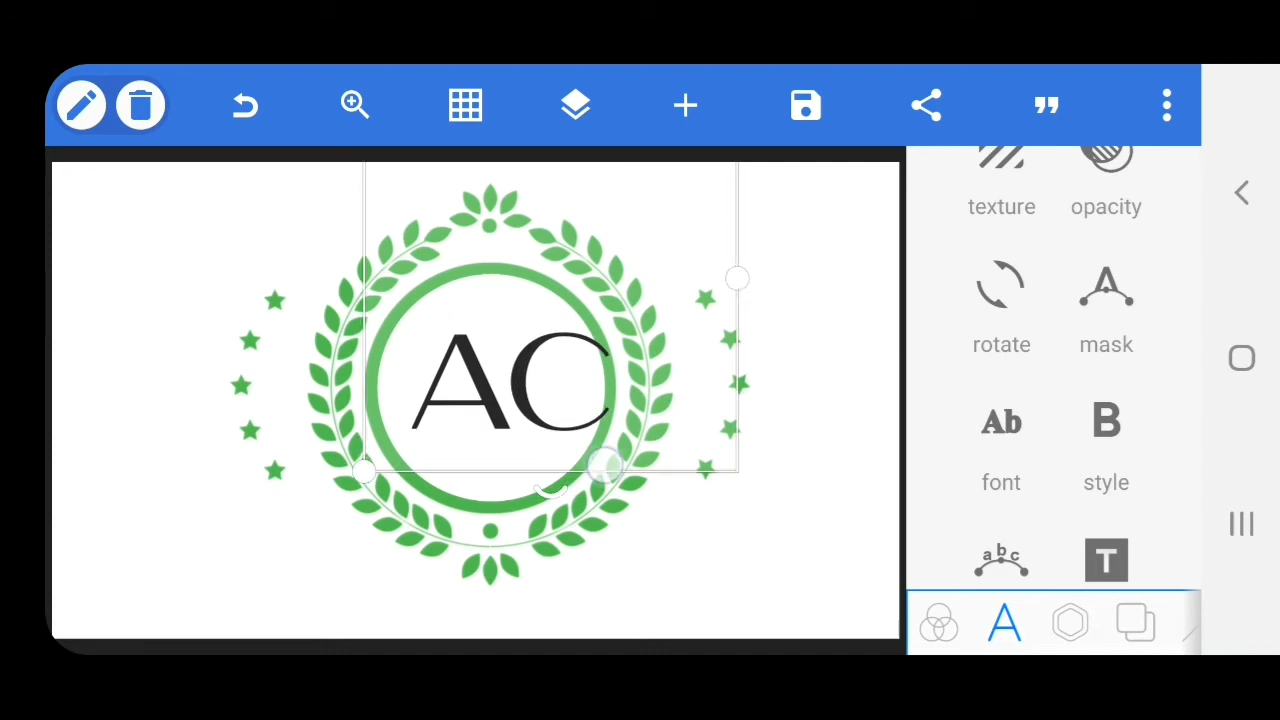 texture opacity
AC
rotate mask
Ab B
font style
abc T
A